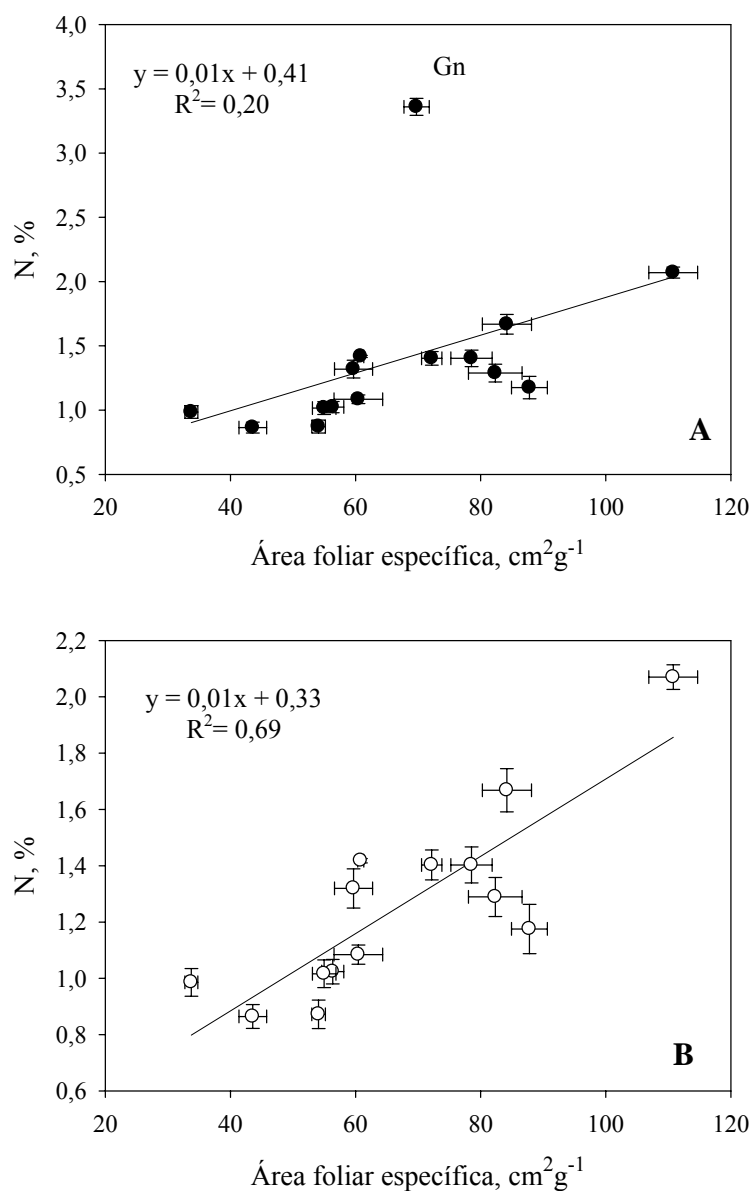 4,0
3,5
3,0
2,5
2,0
1,5
1,0
0,5
N, %
y = 0,01x + 0,41
R²= 0,20
Gn
A
20 40 60 80 100 120
Área foliar específica, cm²g⁻¹
2,2
2,0
1,8
1,6
1,4
1,2
1,0
0,8
0,6
N, %
y = 0,01x + 0,33
R²= 0,69
B
20 40 60 80 100 120
Área foliar específica, cm²g⁻¹